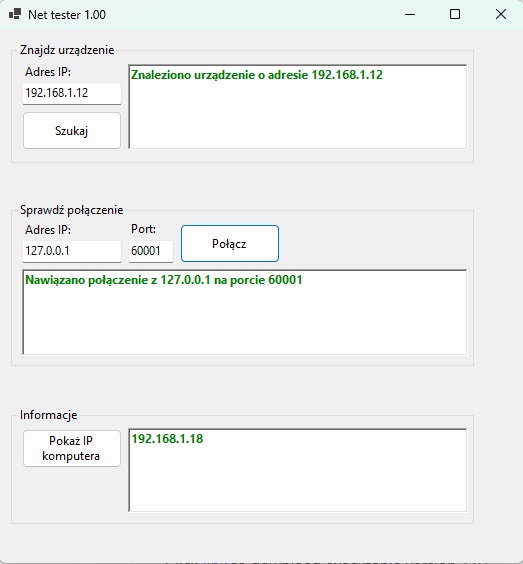 Net tester 1.00
Znajdz urządzenie
Adres IP:
192.168.1.12
Szukaj
Znaleziono urządzenie o adresie 192.168.1.12
Sprawdź połączenie
Adres IP:
Port:
127.0.0.1
60001
Połącz
Nawiązano połączenie z 127.0.0.1 na porcie 60001
Informacje
Pokaż IP
komputera
192.168.1.18